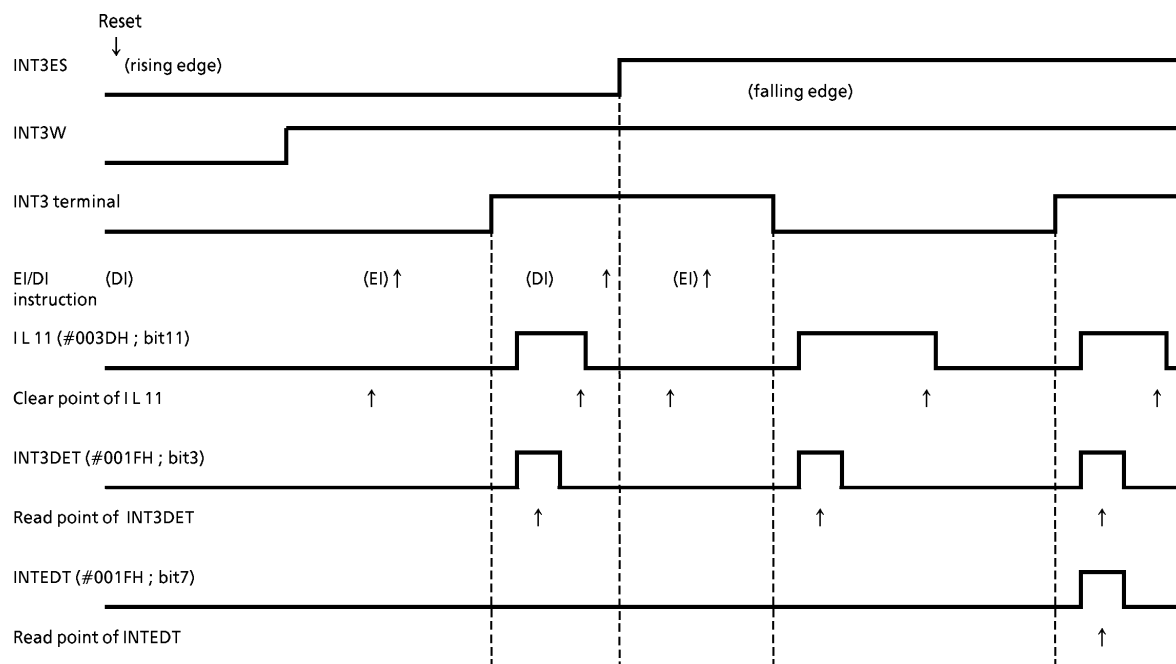 Reset
INT3ES
(rising edge)
(falling edge)
INT3W
INT3 terminal
EI/DI (DI) (EI) ↑ (DI) ↑ (EI) ↑
instruction
I L 11 (#003DH ; bit11)
Clear point of I L 11
INT3DET (#001FH ; bit3)
Read point of INT3DET
INTEDT (#001FH ; bit7)
Read point of INTEDT